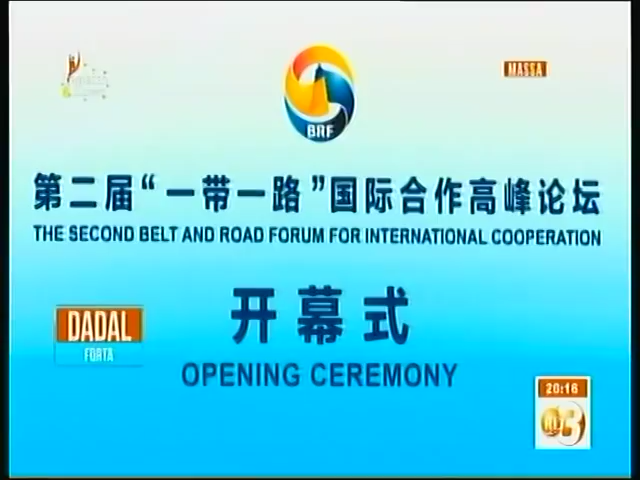 MASSA
BRF
第二届“一带一路”国际合作高峰论坛
THE SECOND BELT AND ROAD FORUM FOR INTERNATIONAL COOPERATION
开幕式
OPENING CEREMONY
DADAL
FORTA
20:16
3